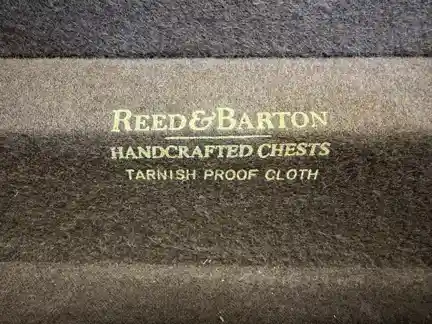 REED & BARTON
HANDCRAFTED CHESTS
TARNISH PROOF CLOTH